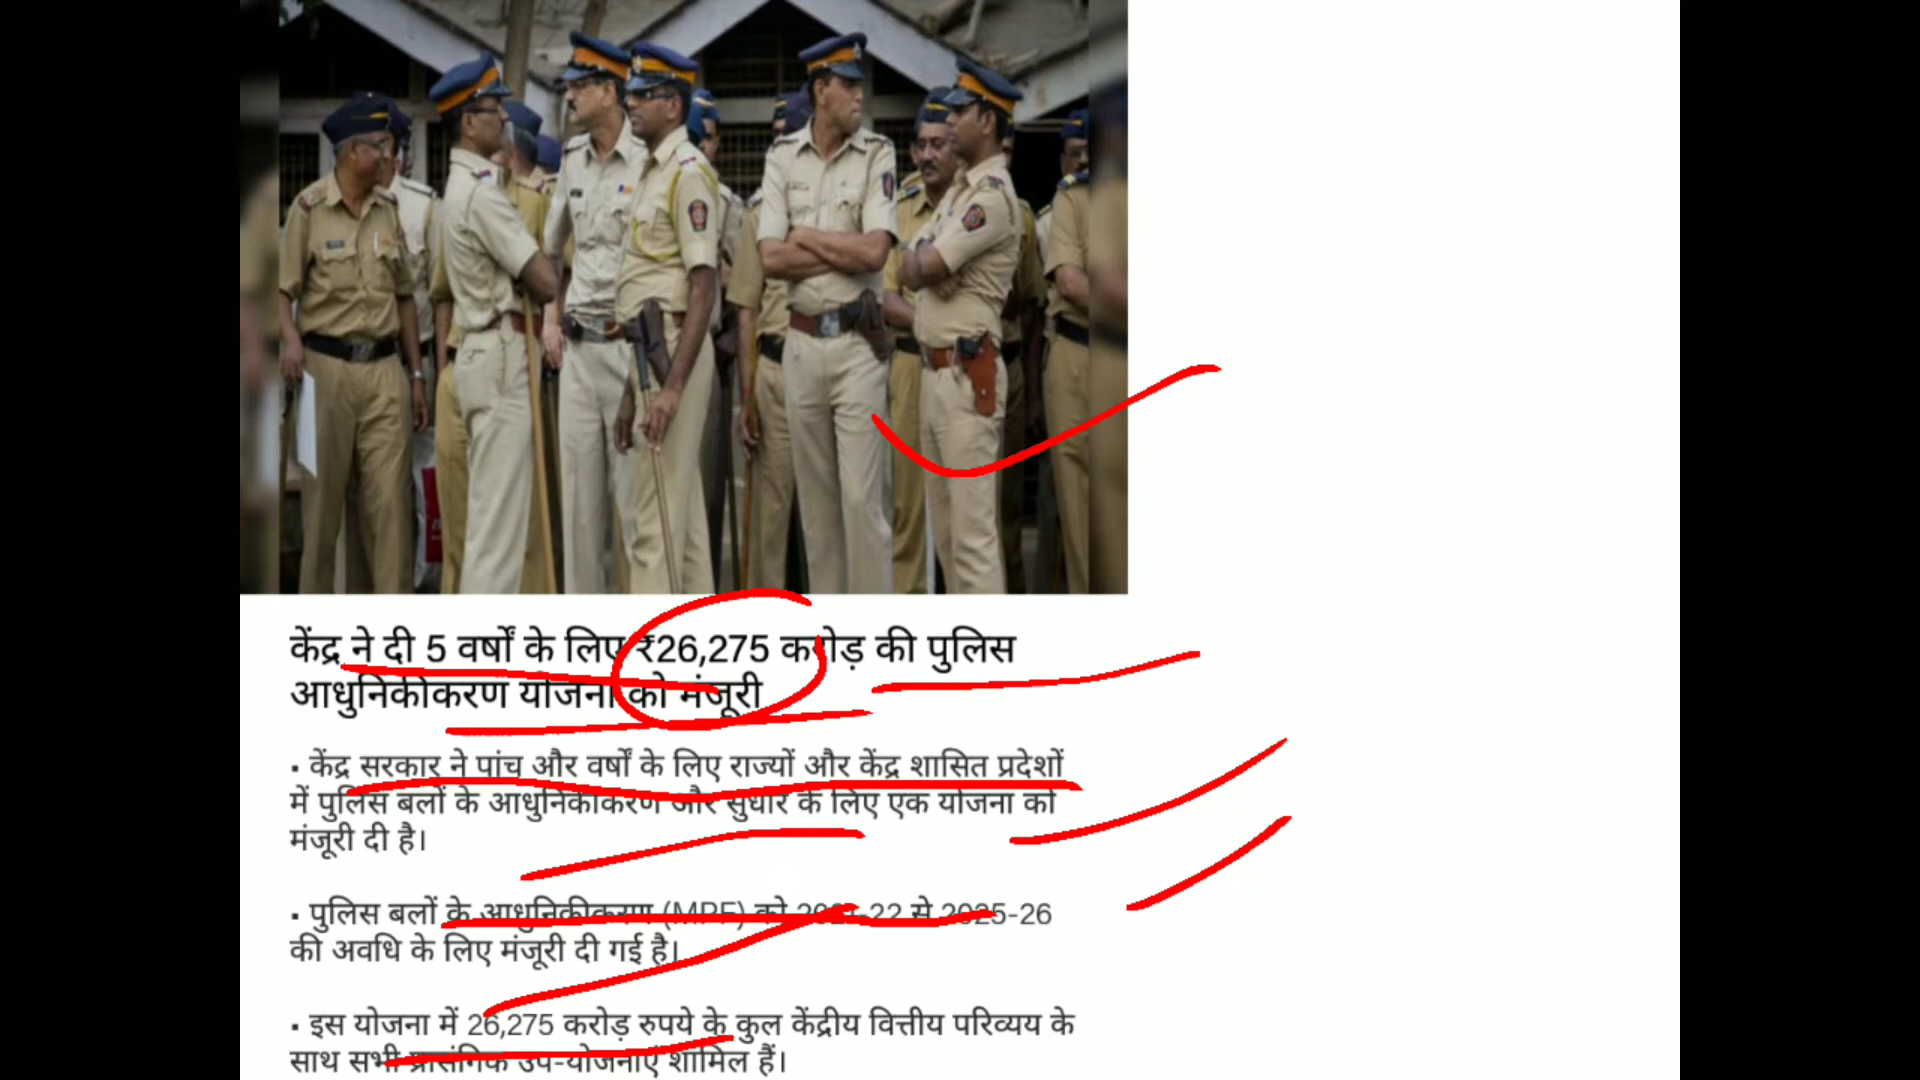 केंद्र ने दी 5 वर्षों के लिए ₹26,275 करोड़ की पुलिस
आधुनिकीकरण योजना को मंजूरी
▪ केंद्र सरकार ने पांच और वर्षों के लिए राज्यों और केंद्र शासित प्रदेशों
में पुलिस बलों के आधुनिकीकरण और सुधार के लिए एक योजना को
मंजूरी दी है।
▪ पुलिस बलों के आधुनिकीकरण (MPF) को 2021-22 से 2025-26
की अवधि के लिए मंजूरी दी गई है।
▪ इस योजना में 26,275 करोड़ रुपये के कुल केंद्रीय वित्तीय परिव्यय के
साथ सभी प्रासंगिक उप-योजनाएं शामिल हैं।